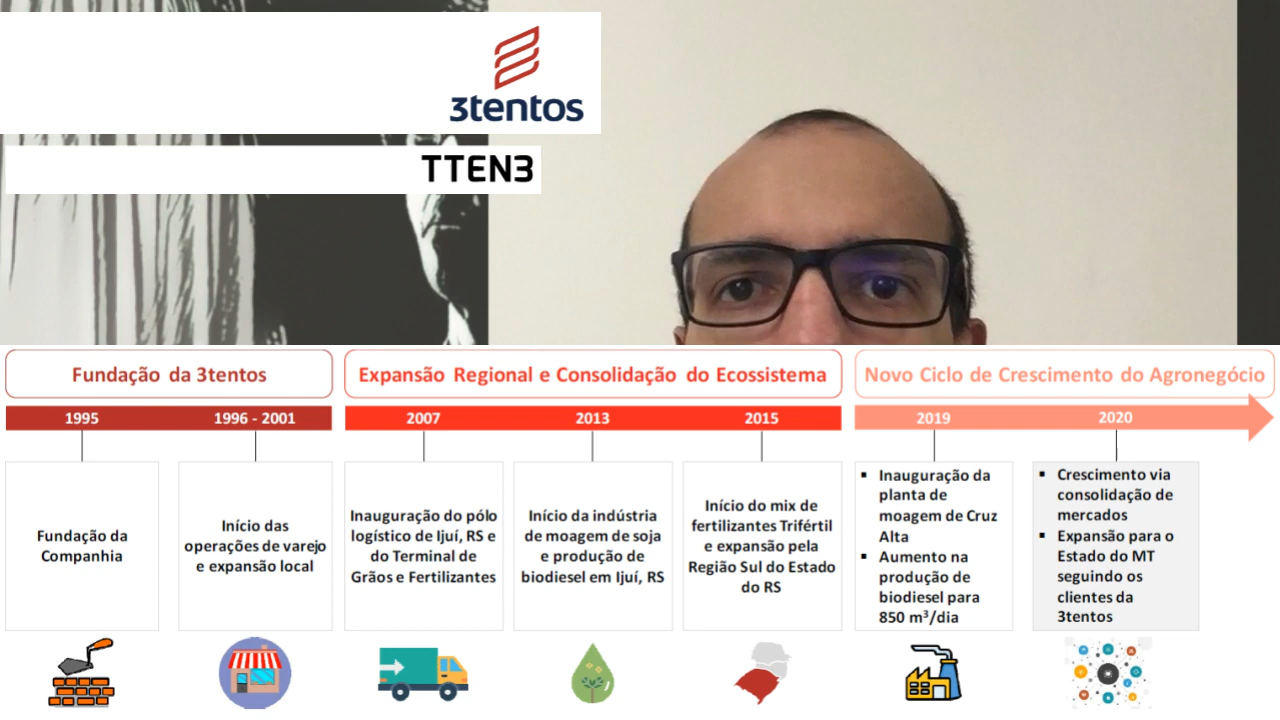 3tentos
TTEN3
Fundação da 3tentos
Expansão Regional e Consolidação do Ecossistema
Novo Ciclo de Crescimento do Agronegócio
1995
1996 - 2001
2007
2013
2015
2019
2020
Fundação da
Companhia
Início das
operações de varejo
e expansão local
Inauguração do pólo
logístico de Ijuí, RS e
do Terminal de
Grãos e Fertilizantes
Início da indústria
de moagem de soja
e produção de
biodiesel em Ijuí, RS
Início do mix de
fertilizantes Trifértil
e expansão pela
Região Sul do Estado
do RS
▪ Inauguração da
planta de
moagem de Cruz
Alta
▪ Aumento na
produção de
biodiesel para
850 m³/dia
▪ Crescimento via
consolidação de
mercados
▪ Expansão para o
Estado do MT
seguindo os
clientes da
3tentos